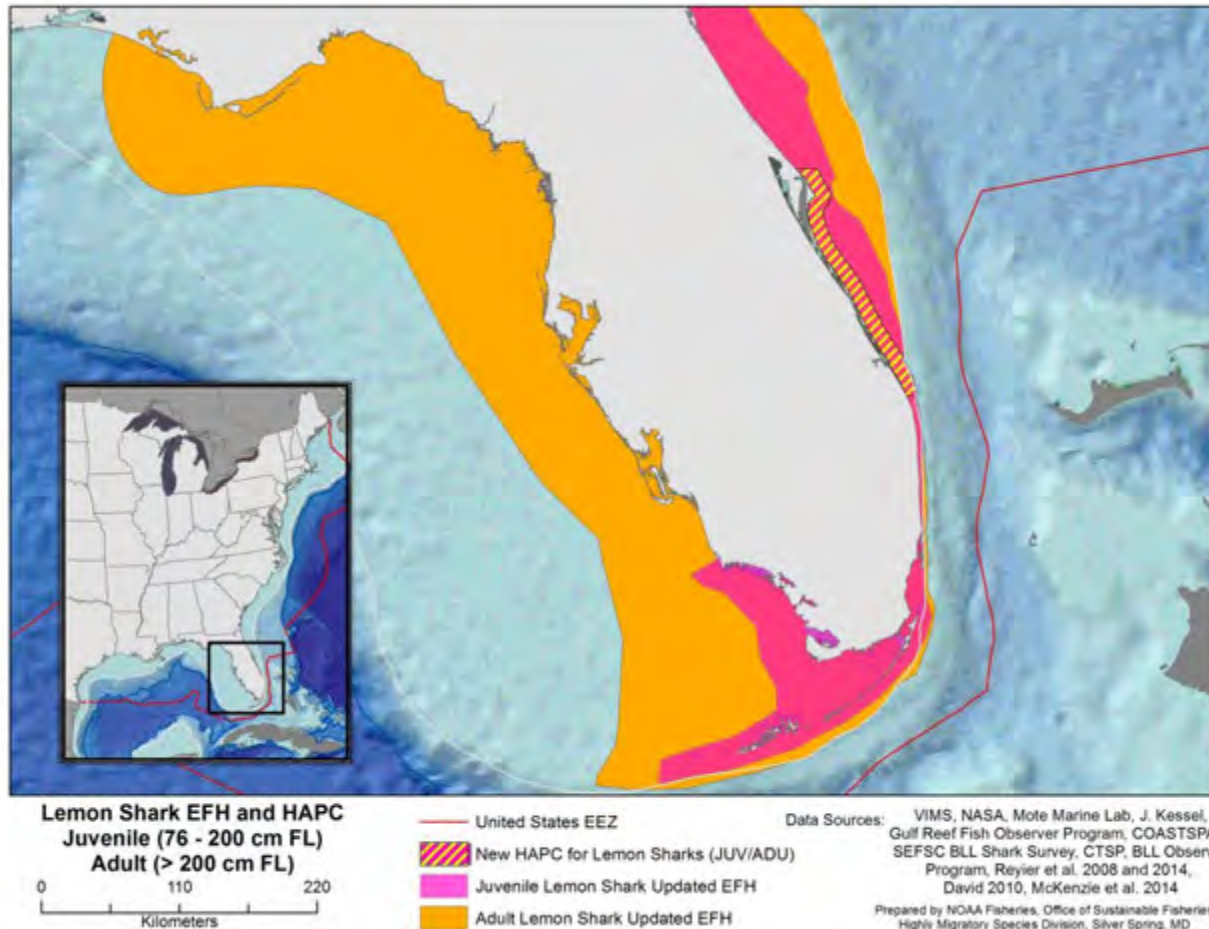 Lemon Shark EFH and HAPC
Juvenile (76 - 200 cm FL)
Adult (> 200 cm FL)
0 110 220
Kilometers
United States EEZ
New HAPC for Lemon Sharks (JUV/ADU)
Juvenile Lemon Shark Updated EFH
Adult Lemon Shark Updated EFH
Data Sources: VIMS, NASA, Mote Marine Lab, J. Kessel,
Gulf Reef Fish Observer Program, COASTSPA
SEFSC BLL Shark Survey, CTSP, BLL Observ
Program, Reyier et al. 2008 and 2014,
David 2010, McKenzie et al. 2014
Prepared by NOAA Fisheries, Office of Sustainable Fisheries
Highly Migratory Species Division, Silver Spring, MD